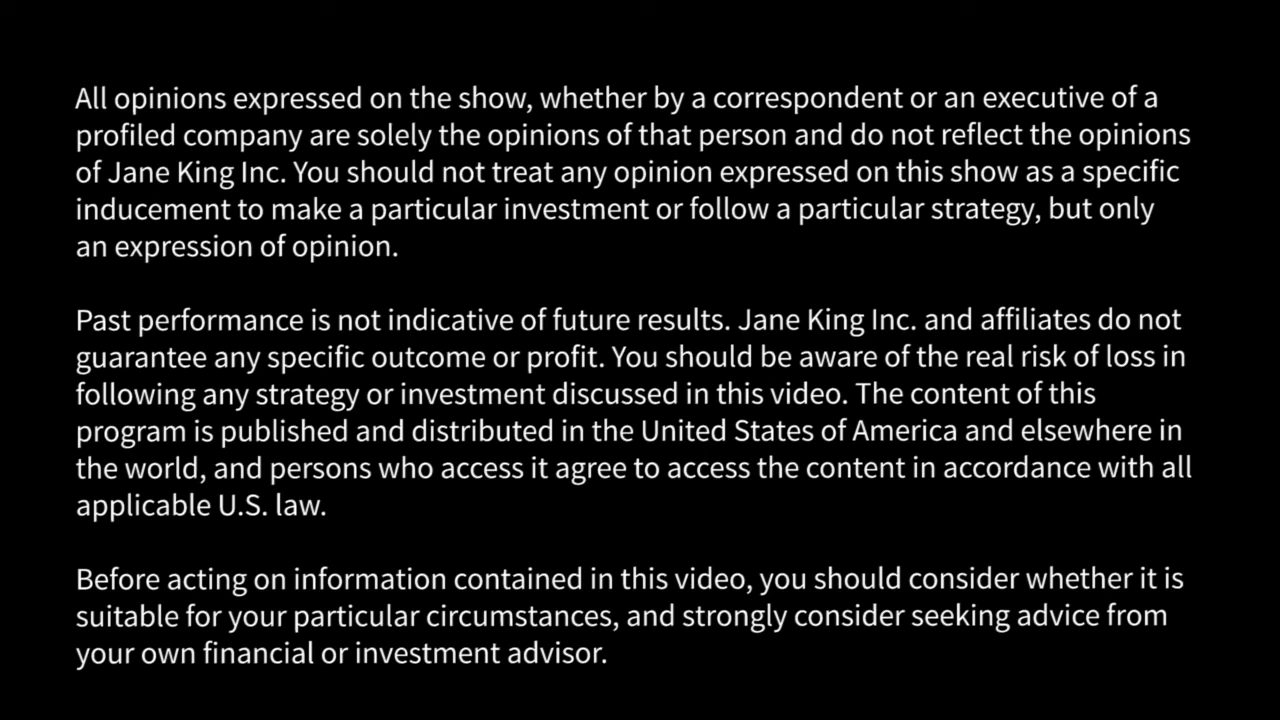 All opinions expressed on the show, whether by a correspondent or an executive of a
profiled company are solely the opinions of that person and do not reflect the opinions
of Jane King Inc. You should not treat any opinion expressed on this show as a specific
inducement to make a particular investment or follow a particular strategy, but only
an expression of opinion.
Past performance is not indicative of future results. Jane King Inc. and affiliates do not
guarantee any specific outcome or profit. You should be aware of the real risk of loss in
following any strategy or investment discussed in this video. The content of this
program is published and distributed in the United States of America and elsewhere in
the world, and persons who access it agree to access the content in accordance with all
applicable U.S. law.
Before acting on information contained in this video, you should consider whether it is
suitable for your particular circumstances, and strongly consider seeking advice from
your own financial or investment advisor.